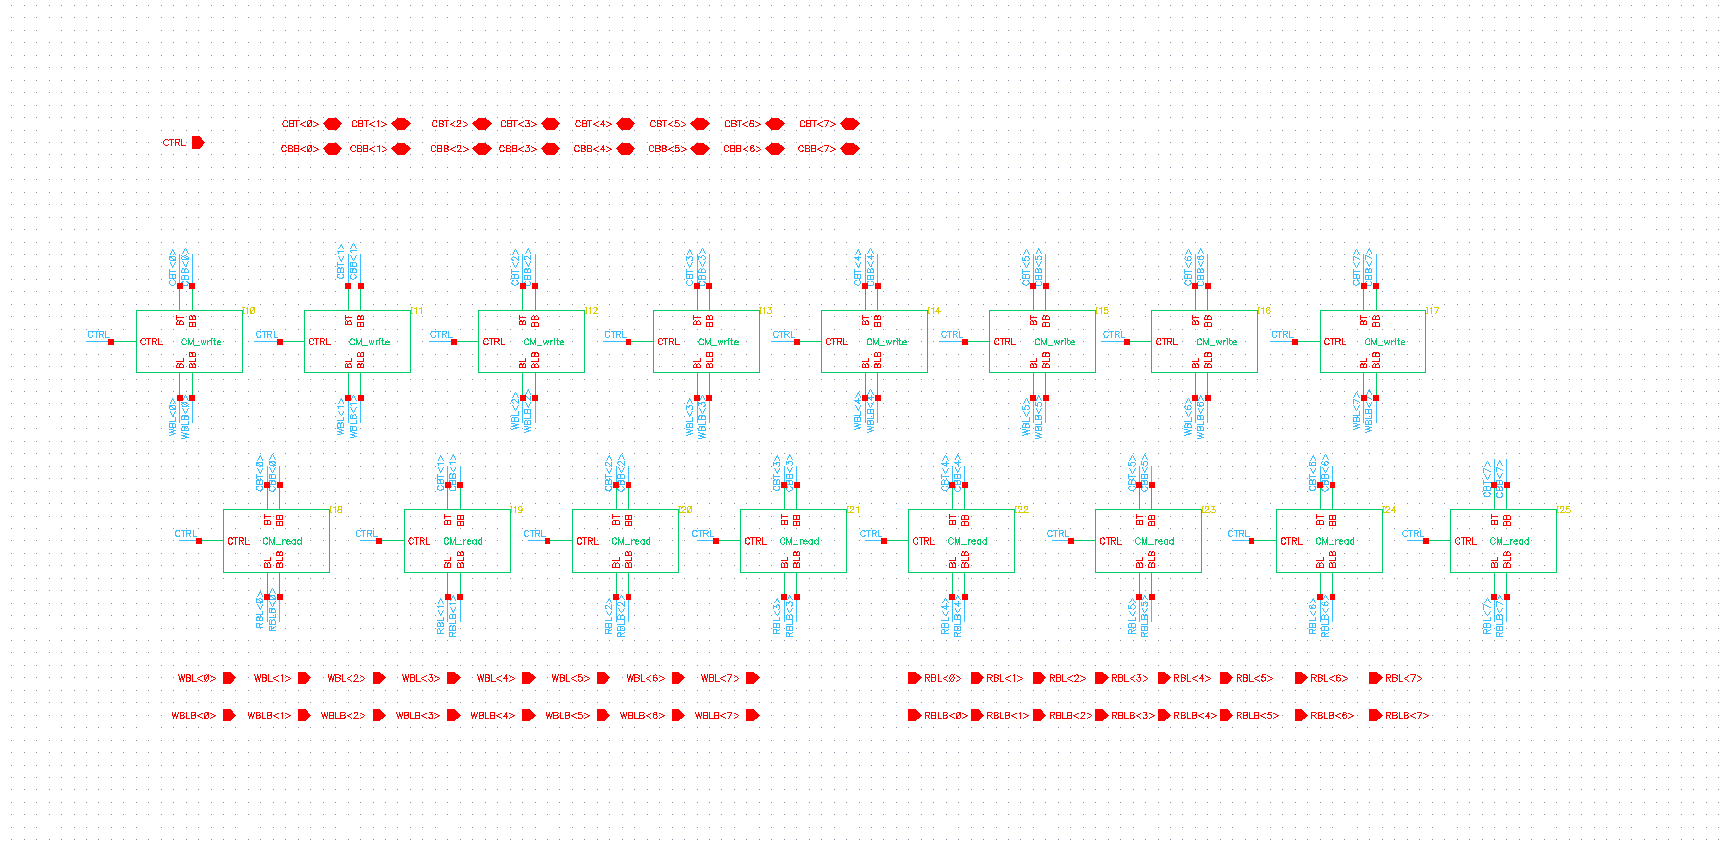 CBT<0> CBT<1> CBT<2> CBT<3> CBT<4> CBT<5> CBT<6> CBT<7>
CTRL
CBB<0> CBB<1> CBB<2> CBB<3> CBB<4> CBB<5> CBB<6> CBB<7>
CBT<0> CBB<0> CBT<1> CBB<1> CBT<2> CBB<2> CBT<3> CBB<3> CBT<4> CBB<4> CBT<5> CBB<5> CBT<6> CBB<6> CBT<7> CBB<7>
I10 I11 I12 I13 I14 I15 I16 I17
BT BB BT BB BT BB BT BB BT BB BT BB BT BB BT BB
CTRL CTRL CTRL CTRL CTRL CTRL CTRL CTRL
CTRL CM_write CTRL CM_write CTRL CM_write CTRL CM_write CTRL CM_write CTRL CM_write CTRL CM_write CTRL CM_write
BL BLB BL BLB BL BLB BL BLB BL BLB BL BLB BL BLB BL BLB
WBL<0> WBLB<0> WBL<1> WBLB<1> WBL<2> WBLB<2> WBL<3> WBLB<3> WBL<4> WBLB<4> WBL<5> WBLB<5> WBL<6> WBLB<6> WBL<7> WBLB<7>
CBT<0> CBB<0> CBT<1> CBB<1> CBT<2> CBB<2> CBT<3> CBB<3> CBT<4> CBB<4> CBT<5> CBB<5> CBT<6> CBB<6> CBT<7> CBB<7>
I18 I19 I20 I21 I22 I23 I24 I25
BT BB BT BB BT BB BT BB BT BB BT BB BT BB BT BB
CTRL CTRL CTRL CTRL CTRL CTRL CTRL CTRL
CTRL CM_read CTRL CM_read CTRL CM_read CTRL CM_read CTRL CM_read CTRL CM_read CTRL CM_read CTRL CM_read
BL BLB BL BLB BL BLB BL BLB BL BLB BL BLB BL BLB BL BLB
RBL<0> RBLB<0> RBL<1> RBLB<1> RBL<2> RBLB<2> RBL<3> RBLB<3> RBL<4> RBLB<4> RBL<5> RBLB<5> RBL<6> RBLB<6> RBL<7> RBLB<7>
WBL<0> WBL<1> WBL<2> WBL<3> WBL<4> WBL<5> WBL<6> WBL<7> RBL<0> RBL<1> RBL<2> RBL<3> RBL<4> RBL<5> RBL<6> RBL<7>
WBLB<0> WBLB<1> WBLB<2> WBLB<3> WBLB<4> WBLB<5> WBLB<6> WBLB<7> RBLB<0> RBLB<1> RBLB<2> RBLB<3> RBLB<4> RBLB<5> RBLB<6> RBLB<7>